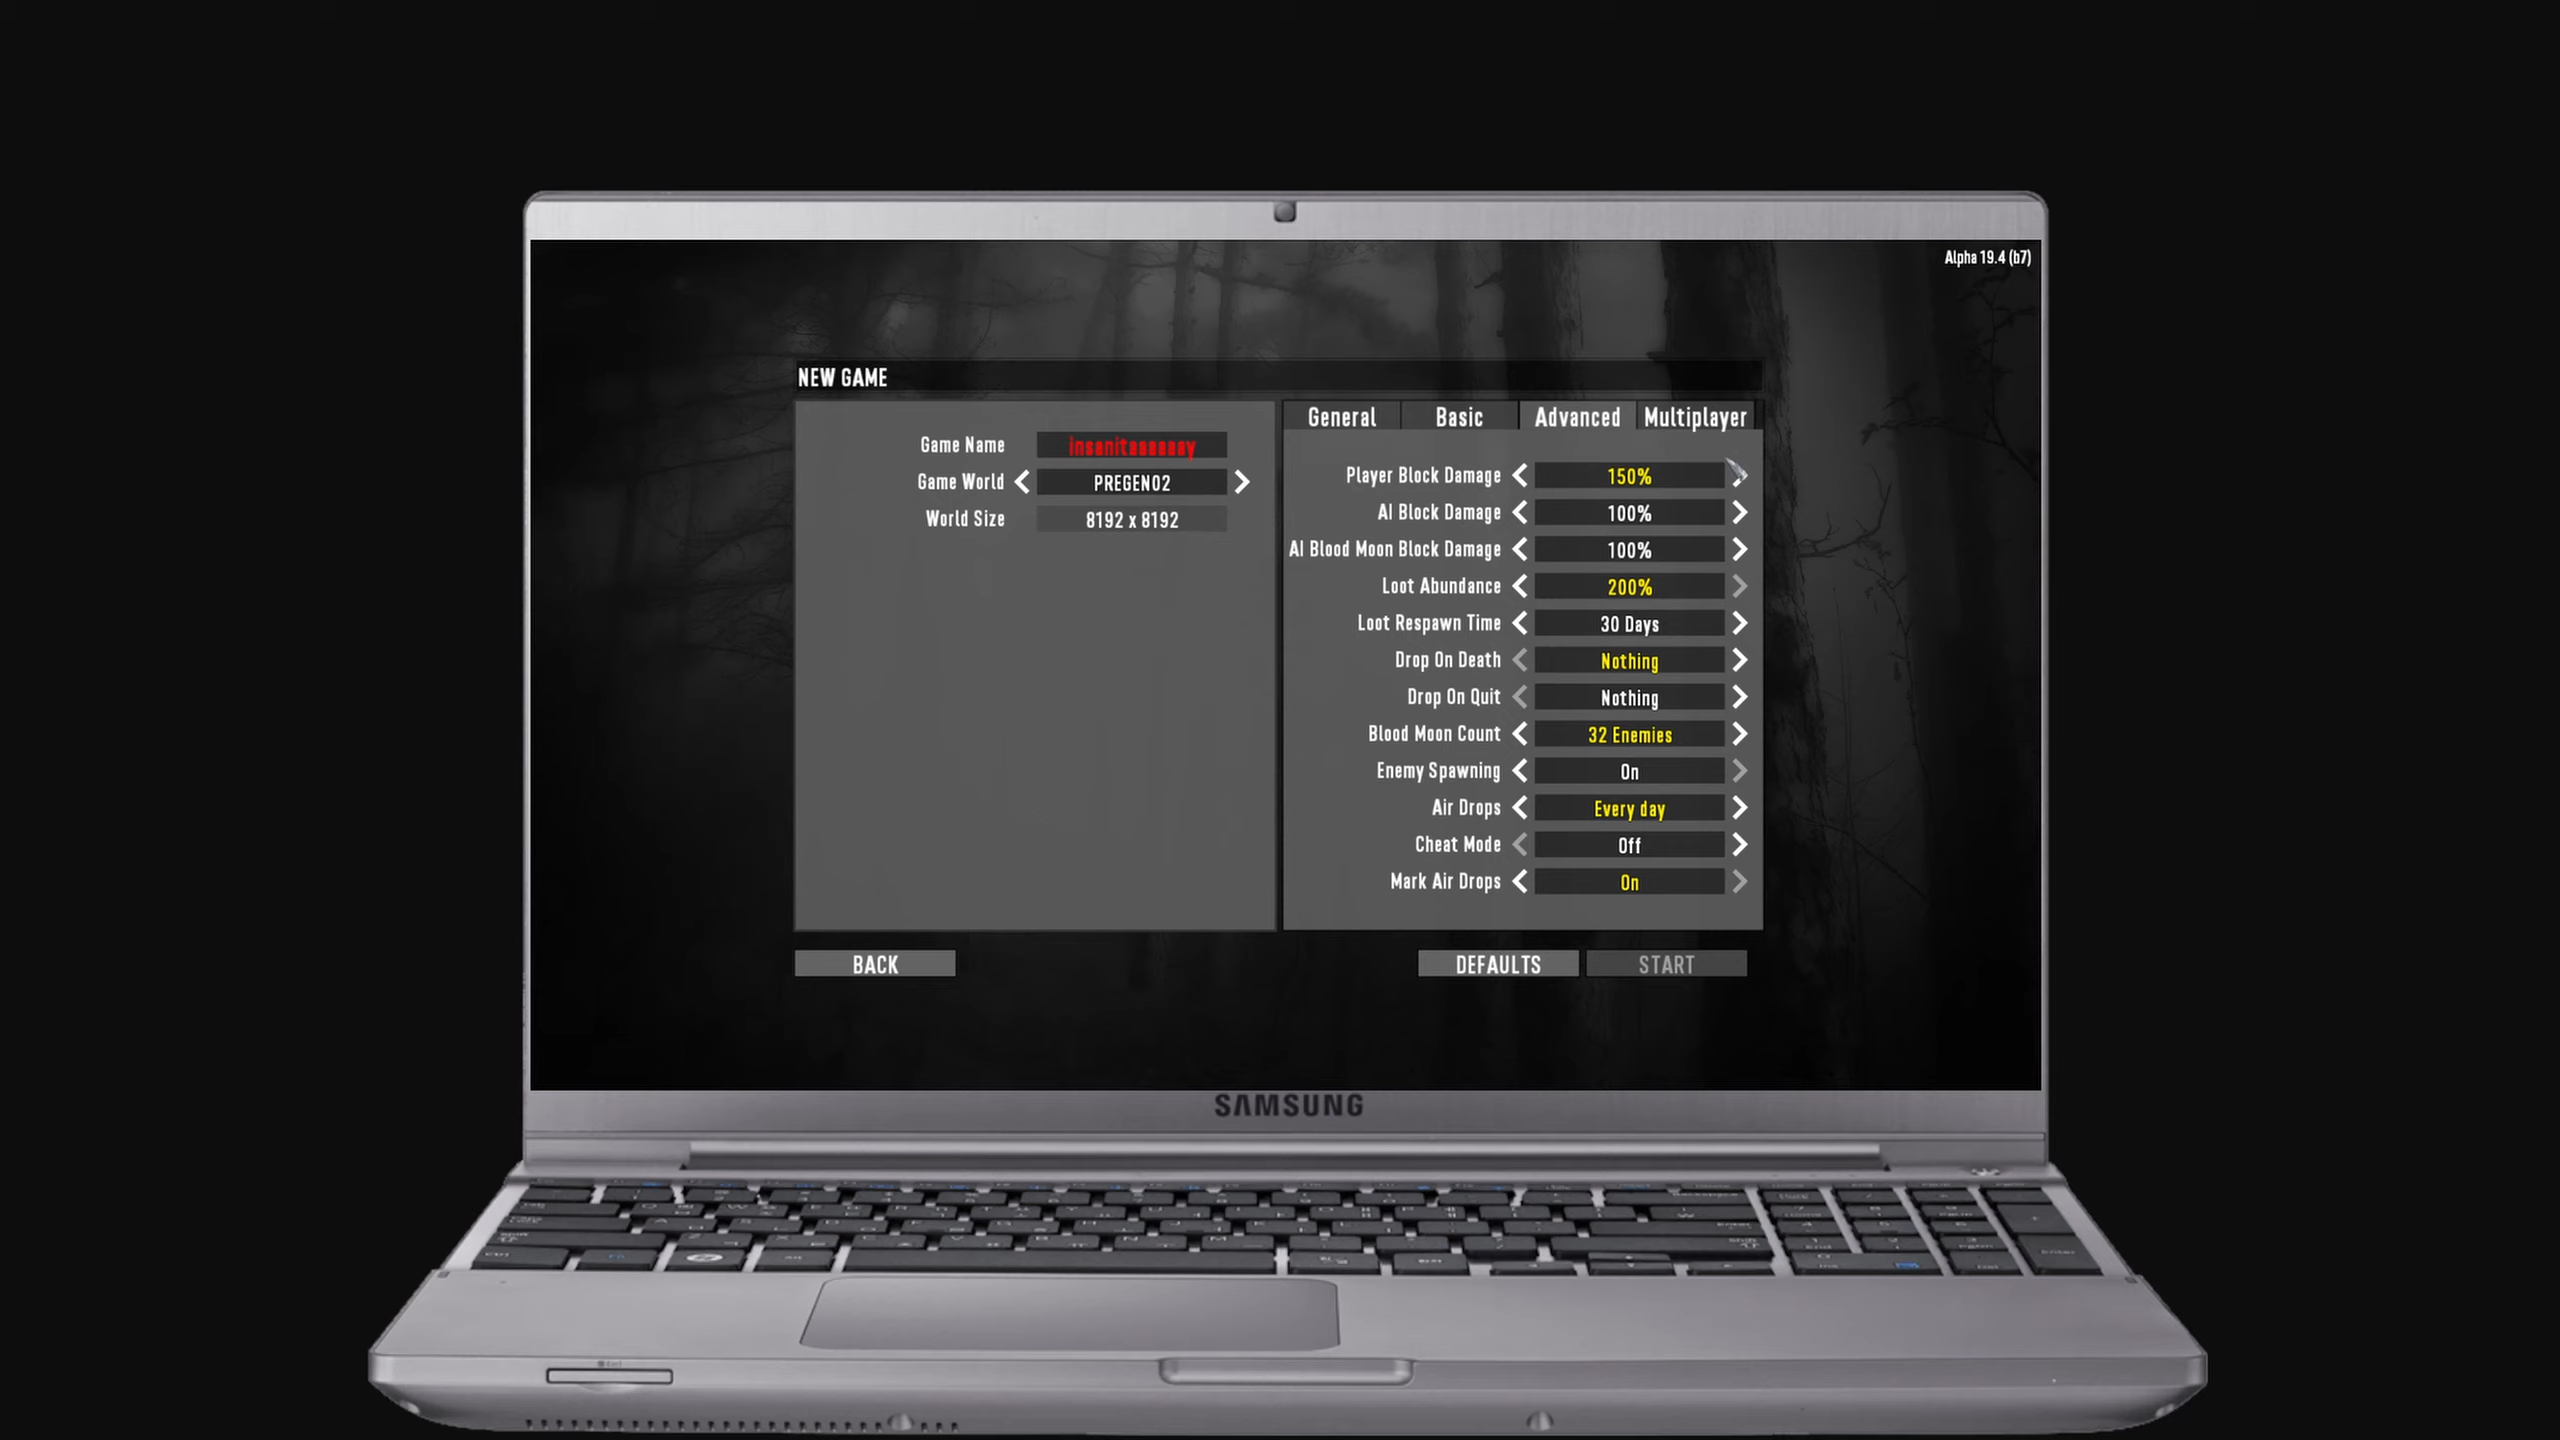 Alpha 19.4 (b7)
NEW GAME
Game Name
Game World PREGEN02
World Size 8192 x 8192
General Basic Advanced Multiplayer
Player Block Damage 150%
AI Block Damage 100%
AI Blood Moon Block Damage 100%
Loot Abundance 200%
Loot Respawn Time 30 Days
Drop On Death Nothing
Drop On Quit Nothing
Blood Moon Count 32 Enemies
Enemy Spawning On
Air Drops Every day
Cheat Mode Off
Mark Air Drops On
BACK DEFAULTS START
SAMSUNG